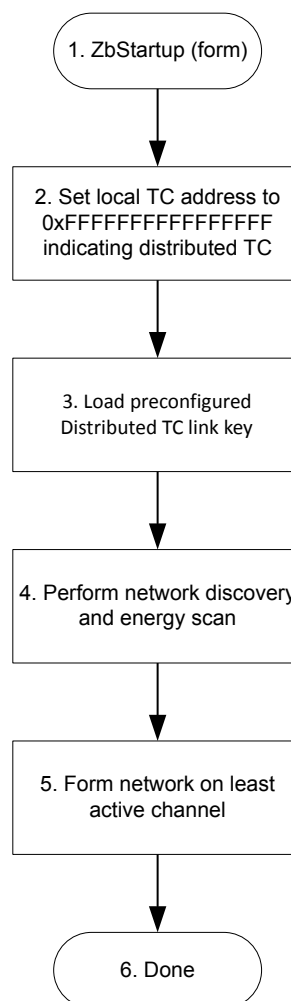 1. ZbStartup (form)
2. Set local TC address to
0xFFFFFFFFFFFFFFFF
indicating distributed TC
3. Load preconfigured
Distributed TC link key
4. Perform network discovery
and energy scan
5. Form network on least
active channel
6. Done